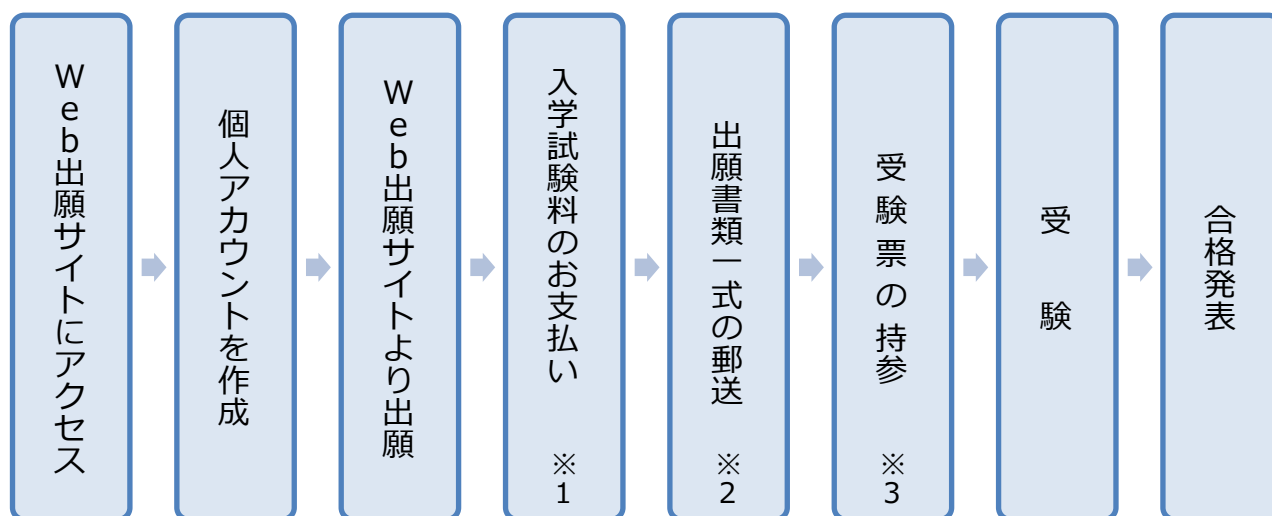 Web出願サイトにアクセス
個人アカウントを作成
Web出願サイトより出願
入学試験料のお支払い ※1
出願書類一式の郵送 ※2
受験票の持参 ※3
受験
合格発表